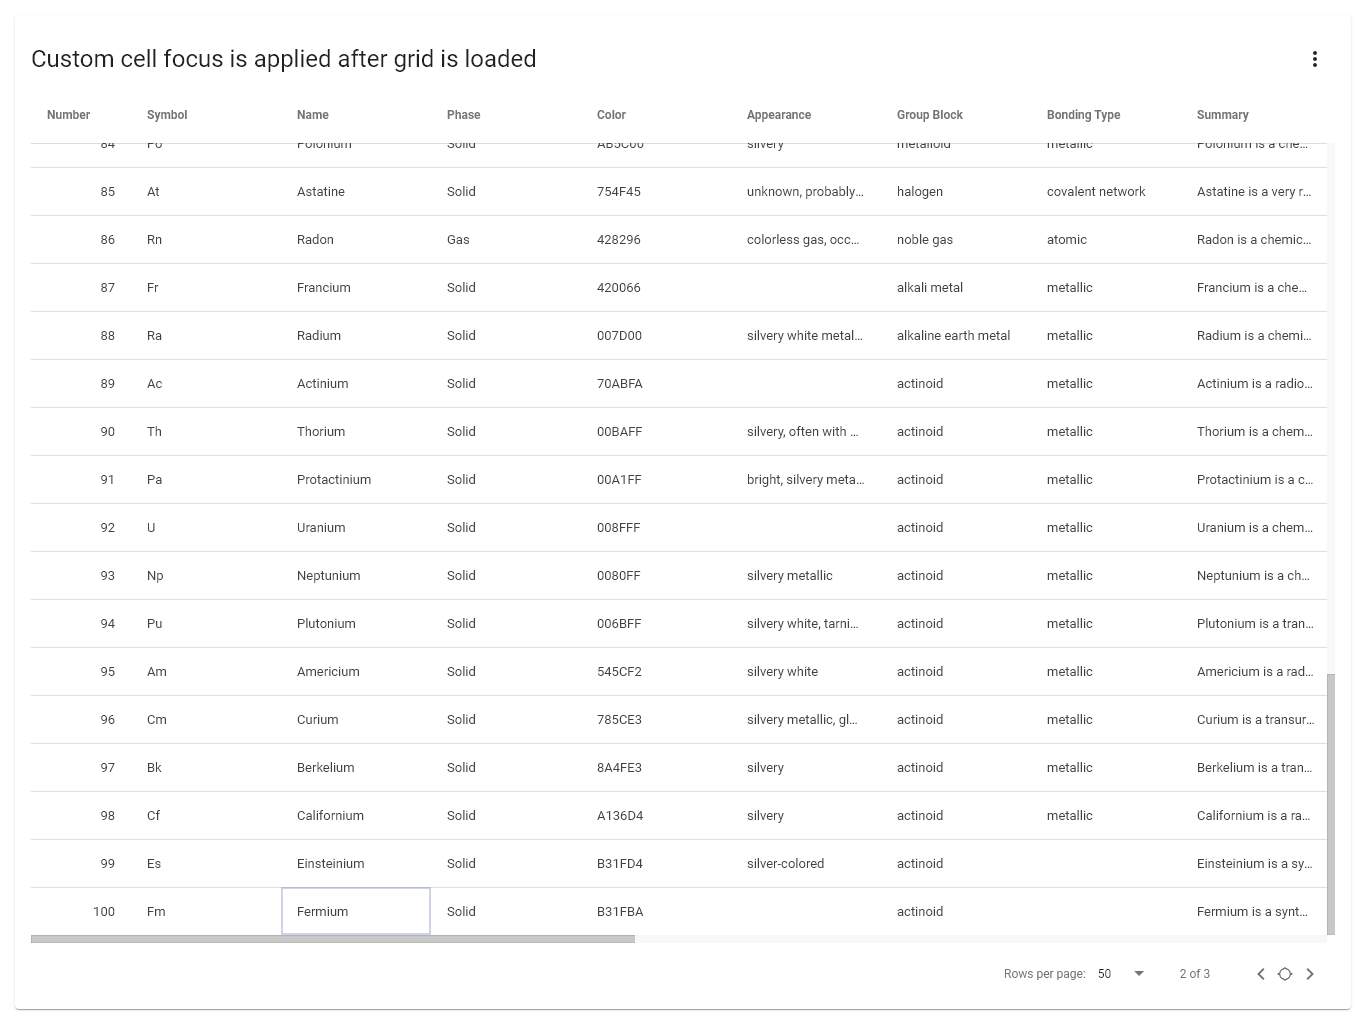 Custom cell focus is applied after grid is loaded
Number Symbol Name Phase Color Appearance Group Block Bonding Type Summary
84 Po Polonium Solid AB5C00 silvery metalloid metallic Polonium is a che...
85 At Astatine Solid 754F45 unknown, probably... halogen covalent network Astatine is a very r...
86 Rn Radon Gas 428296 colorless gas, occ... noble gas atomic Radon is a chemic...
87 Fr Francium Solid 420066 alkali metal metallic Francium is a che...
88 Ra Radium Solid 007D00 silvery white metal... alkaline earth metal metallic Radium is a chemi...
89 Ac Actinium Solid 70ABFA actinoid metallic Actinium is a radio...
90 Th Thorium Solid 00BAFF silvery, often with ... actinoid metallic Thorium is a chem...
91 Pa Protactinium Solid 00A1FF bright, silvery meta... actinoid metallic Protactinium is a c...
92 U Uranium Solid 008FFF actinoid metallic Uranium is a chem...
93 Np Neptunium Solid 0080FF silvery metallic actinoid metallic Neptunium is a ch...
94 Pu Plutonium Solid 006BFF silvery white, tarni... actinoid metallic Plutonium is a tran...
95 Am Americium Solid 545CF2 silvery white actinoid metallic Americium is a rad...
96 Cm Curium Solid 785CE3 silvery metallic, gl... actinoid metallic Curium is a transur...
97 Bk Berkelium Solid 8A4FE3 silvery actinoid metallic Berkelium is a tran...
98 Cf Californium Solid A136D4 silvery actinoid metallic Californium is a ra...
99 Es Einsteinium Solid B31FD4 silver-colored actinoid Einsteinium is a sy...
100 Fm Fermium Solid B31FBA actinoid Fermium is a synt...
Rows per page: 50 2 of 3